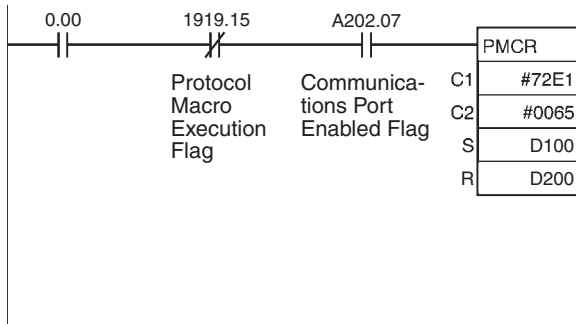 0.00 1919.15 A202.07
PMCR
Protocol
Macro
Execution
Flag
Communica-
tions Port
Enabled Flag
C1 #72E1
C2 #0065
S D100
R D200